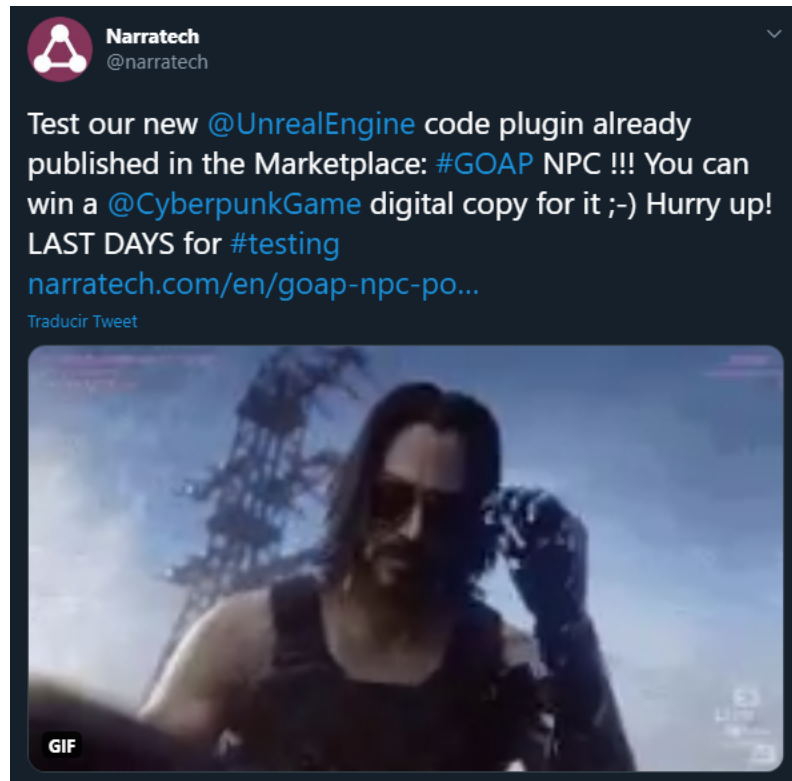 Narratech
@narratech
Test our new @UnrealEngine code plugin already
published in the Marketplace: #GOAP NPC !!! You can
win a @CyberpunkGame digital copy for it ;-) Hurry up!
LAST DAYS for #testing
narratech.com/en/goap-npc-po...
Traducir Tweet
E3
GIF